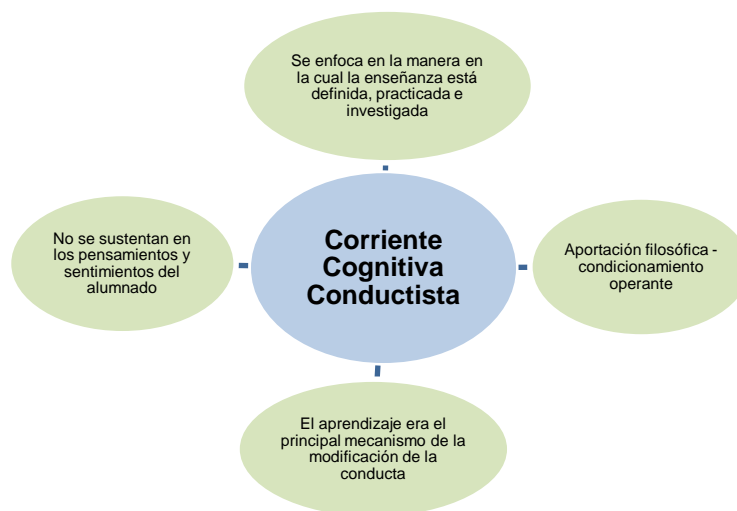 Se enfoca en la manera en
la cual la enseñanza está
definida, practicada e
investigada
No se sustentan en
los pensamientos y
sentimientos del
alumnado
Corriente
Cognitiva
Conductista
Aportación filosófica -
condicionamiento
operante
El aprendizaje era el
principal mecanismo de la
modificación de la
conducta